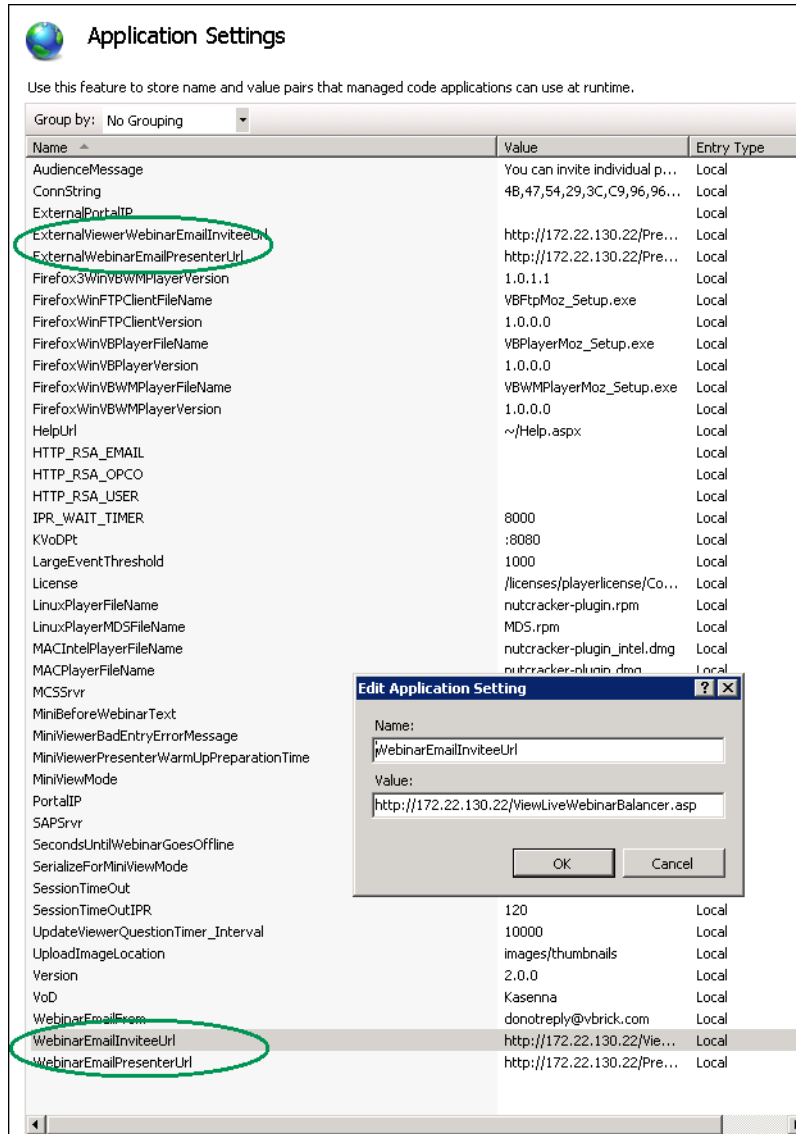 Application Settings
Use this feature to store name and value pairs that managed code applications can use at runtime.
Group by: No Grouping
Name Value Entry Type
AudienceMessage You can invite individual p... Local
ConnString 4B,47,54,29,3C,C9,96,96... Local
ExternalPortalIP Local
ExternalViewerWebinarEmailInviteeUrl http://172.22.130.22/Pre... Local
ExternalWebinarEmailPresenterUrl http://172.22.130.22/Pre... Local
Firefox3WinVBWMPlayerVersion 1.0.1.1 Local
FirefoxWinFTPClientFileName VBFtpMoz_Setup.exe Local
FirefoxWinFTPClientVersion 1.0.0.0 Local
FirefoxWinVBPlayerFileName VBPlayerMoz_Setup.exe Local
FirefoxWinVBPlayerVersion 1.0.0.0 Local
FirefoxWinVBWMPlayerFileName VBWMPlayerMoz_Setup.exe Local
FirefoxWinVBWMPlayerVersion 1.0.0.0 Local
HelpUrl ~/Help.aspx Local
HTTP_RSA_EMAIL Local
HTTP_RSA_OPCO Local
HTTP_RSA_USER Local
IPR_WAIT_TIMER 8000 Local
KVoDPt :8080 Local
LargeEventThreshold 1000 Local
License /licenses/playerlicense/Co... Local
LinuxPlayerFileName nutcracker-plugin.rpm Local
LinuxPlayerMDSFileName MDS.rpm Local
MACIntelPlayerFileName nutcracker-plugin_intel.dmg Local
MACPlayerFileName nutcracker-plugin.dmg Local
MCSSrvr
MiniBeforeWebinarText
MiniViewerBadEntryErrorMessage
MiniViewerPresenterWarmUpPreparationTime
MiniViewMode
PortalIP
SAPSrvr
SecondsUntilWebinarGoesOffline
SerializeForMiniViewMode
SessionTimeOut
Edit Application Setting
Name:
WebinarEmailInviteeUrl
Value:
http://172.22.130.22/ViewLiveWebinarBalancer.asp
OK Cancel
SessionTimeOutIPR 120 Local
UpdateViewerQuestionTimer_Interval 10000 Local
UploadImageLocation images/thumbnails Local
Version 2.0.0 Local
VoD Kasenna Local
WebinarEmailFrom donotreply@vbrick.com Local
WebinarEmailInviteeUrl http://172.22.130.22/Vie... Local
WebinarEmailPresenterUrl http://172.22.130.22/Pre... Local